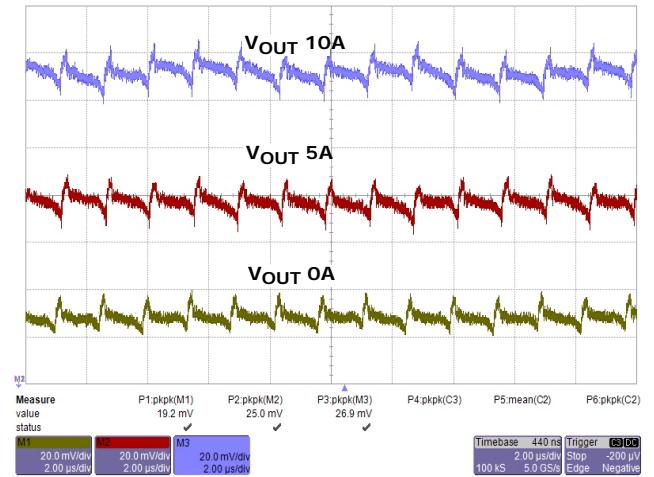 VOUT 10A
VOUT 5A
VOUT 0A
M2
Measure P1:pkpk(M1) P2:pkpk(M2) P3:pkpk(M3) P4:pkpk(C3) P5:mean(C2) P6:pkpk(C2)
value 19.2 mV 25.0 mV 26.9 mV
status ✔ ✔ ✔
M1 M2 M3 Timebase 440 ns Trigger C3 DC
20.0 mV/div 20.0 mV/div 20.0 mV/div 2.00 µs/div Stop -200 µV
2.00 µs/div 2.00 µs/div 2.00 µs/div 100 kS 5.0 GS/s Edge Negative